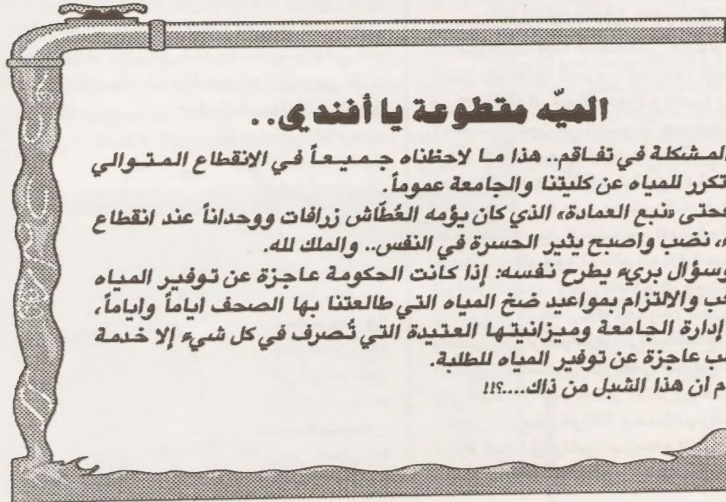 الميّه مقطوعة يا أفندي..
لمشكلة في تفاقم.. هذا ما لاحظناه جميعاً في الانقطاع المتوالي
تكرر للمياه عن كليتنا والجامعة عموماً.
حتى «نبع العمادة» الذي كان يؤمه العُطّاش زرافات ووحداناً عند انقطاع
، نضب واصبح يثير الحسرة في النفس.. والملك لله.
وسؤال بريء يطرح نفسه: إذا كانت الحكومة عاجزة عن توفير المياه
ب والالتزام بمواعيد ضخ المياه التي طالعتنا بها الصحف اياماً واياماً،
إدارة الجامعة وميزانيتها العتيدة التي تُصرف في كل شيء إلا خدمة
ب عاجزة عن توفير المياه للطلبة.
م ان هذا الشبل من ذاك....؟!!